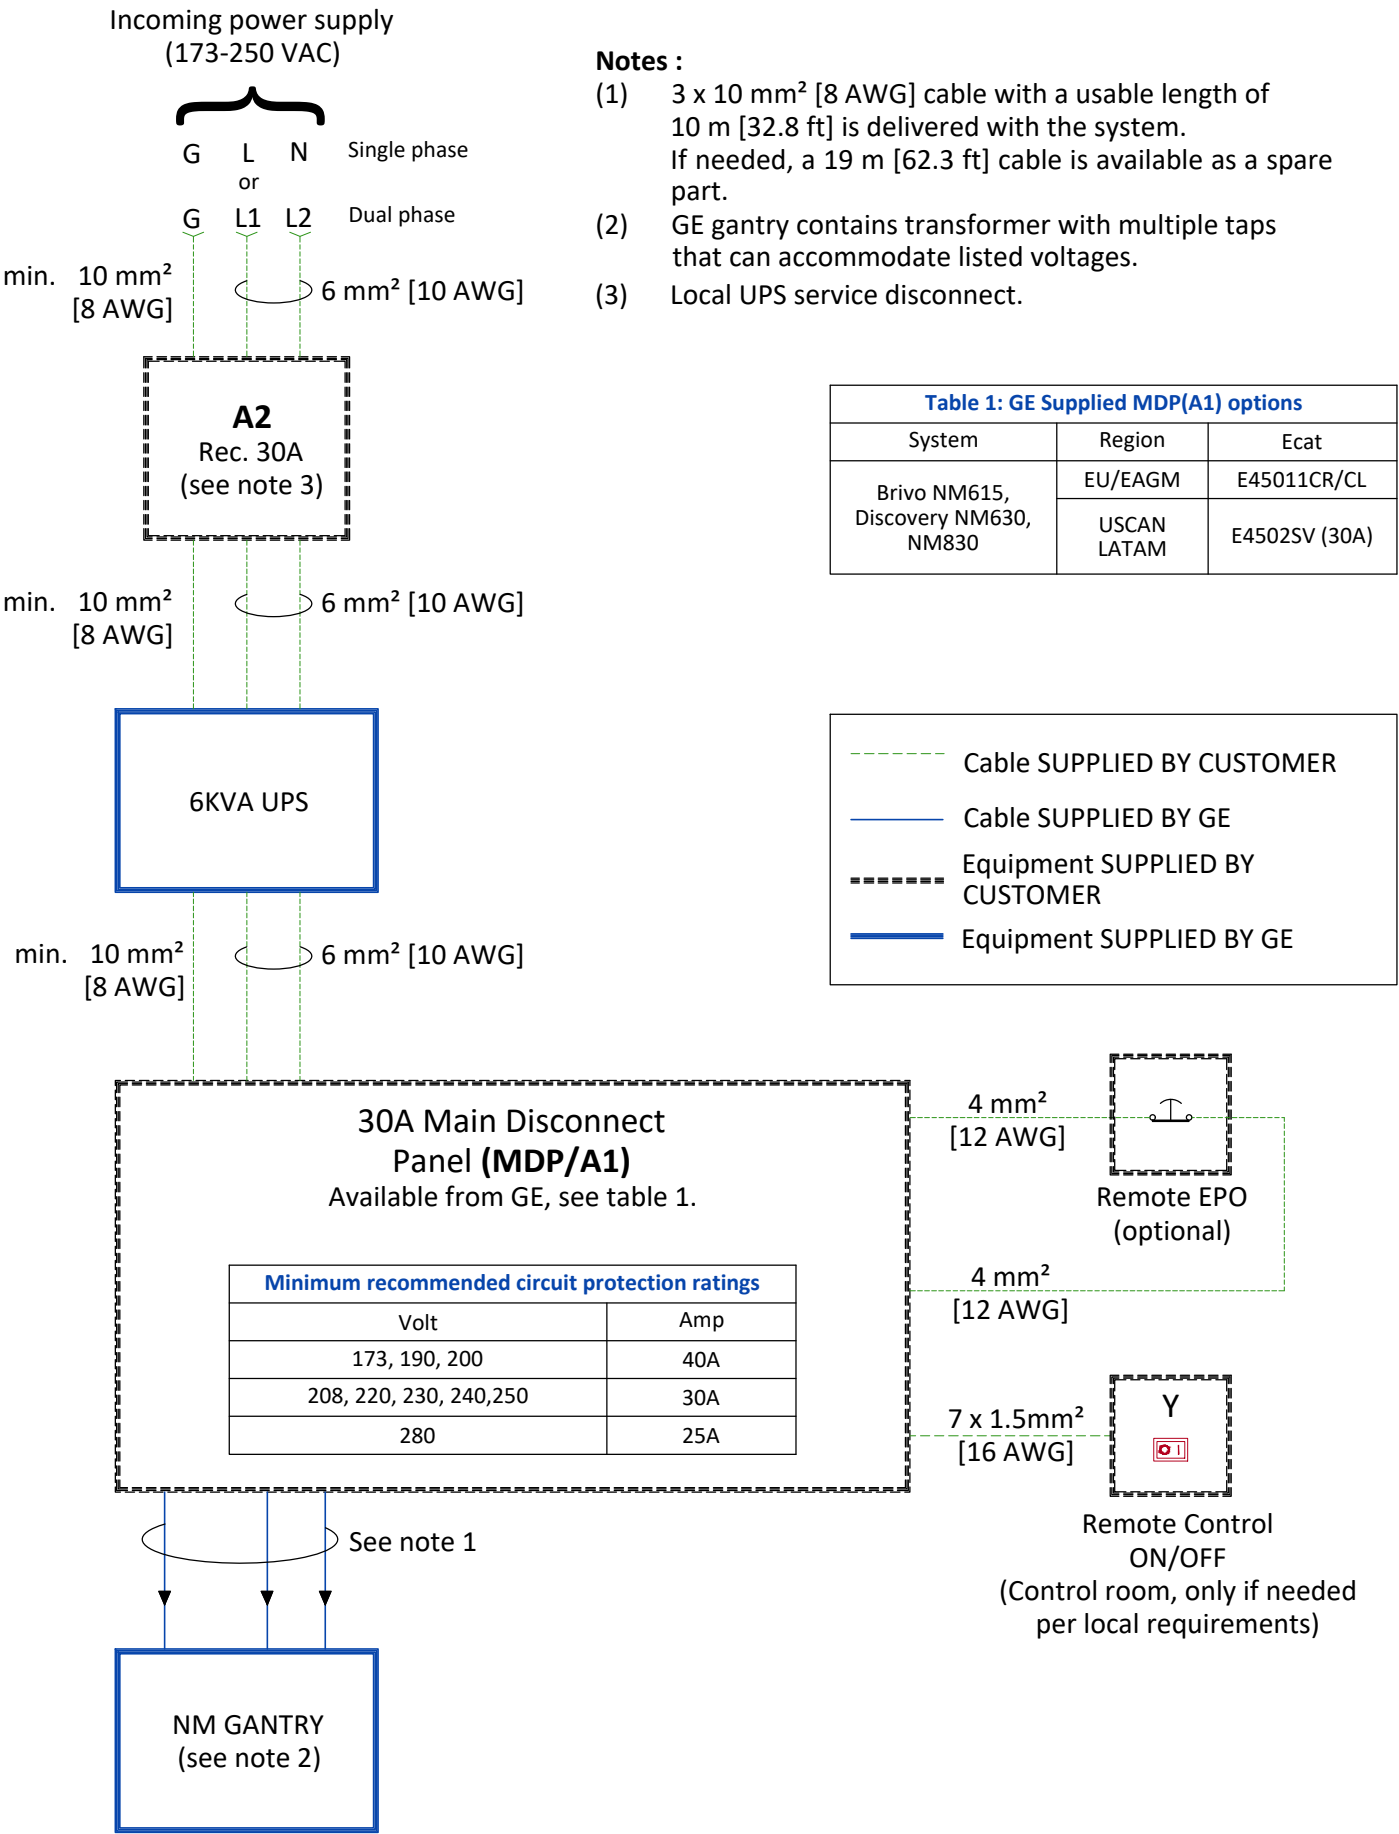 Incoming power supply
(173-250 VAC)
G L N Single phase
or
G L1 L2 Dual phase
min. 10 mm²
[8 AWG]
6 mm² [10 AWG]
Notes :
(1) 3 x 10 mm² [8 AWG] cable with a usable length of
10 m [32.8 ft] is delivered with the system.
If needed, a 19 m [62.3 ft] cable is available as a spare
part.
(2) GE gantry contains transformer with multiple taps
that can accommodate listed voltages.
(3) Local UPS service disconnect.
A2
Rec. 30A
(see note 3)
Table 1: GE Supplied MDP(A1) options
System Region Ecat
Brivo NM615,
Discovery NM630,
NM830
EU/EAGM E45011CR/CL
USCAN
LATAM
E4502SV (30A)
min. 10 mm²
[8 AWG]
6 mm² [10 AWG]
6KVA UPS
Cable SUPPLIED BY CUSTOMER
Cable SUPPLIED BY GE
Equipment SUPPLIED BY
CUSTOMER
Equipment SUPPLIED BY GE
min. 10 mm²
[8 AWG]
6 mm² [10 AWG]
30A Main Disconnect
Panel (MDP/A1)
Available from GE, see table 1.
Minimum recommended circuit protection ratings
Volt Amp
173, 190, 200 40A
208, 220, 230, 240,250 30A
280 25A
4 mm²
[12 AWG]
Remote EPO
(optional)
4 mm²
[12 AWG]
7 x 1.5mm²
[16 AWG]
Y
Remote Control
ON/OFF
(Control room, only if needed
per local requirements)
See note 1
NM GANTRY
(see note 2)